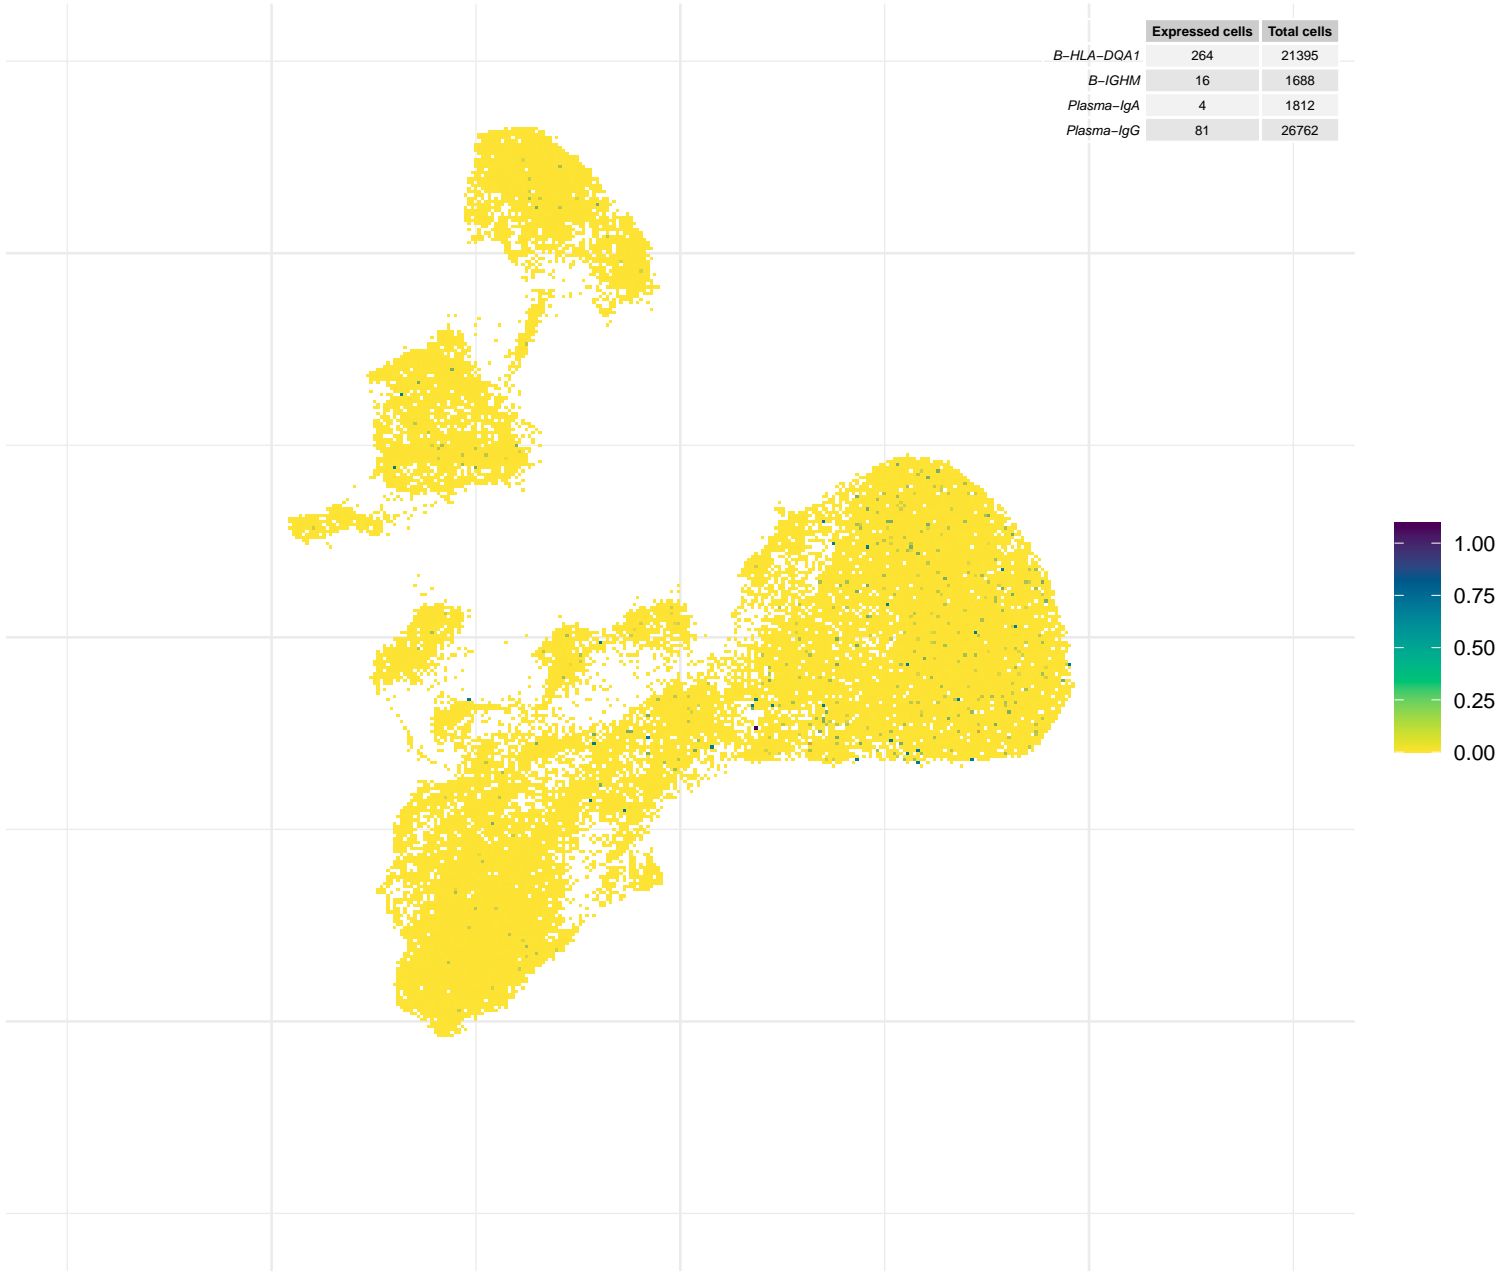 Expressed cells Total cells
B−HLA−DQA1 264 21395
B−IGHM 16 1688
Plasma−IgA 4 1812
Plasma−IgG 81 26762
1.00
0.75
0.50
0.25
0.00